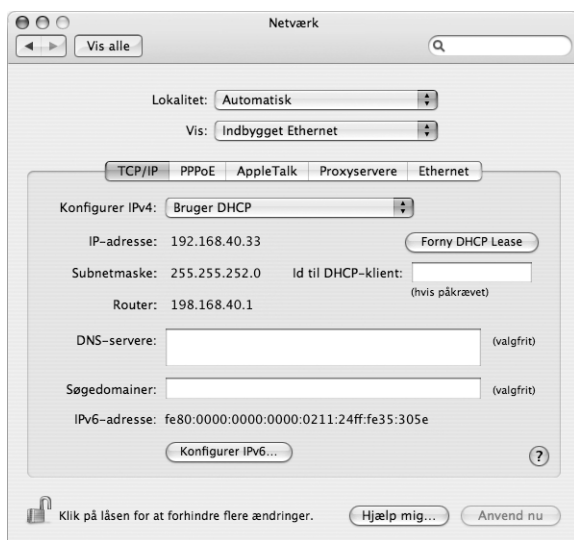 Netværk
Vis alle
Lokalitet: Automatisk
Vis: Indbygget Ethernet
TCP/IP PPPoE AppleTalk Proxyservere Ethernet
Konfigurer IPv4: Bruger DHCP
IP-adresse: 192.168.40.33 Forny DHCP Lease
Subnetmaske: 255.255.252.0 Id til DHCP-klient:
(hvis påkrævet)
Router: 198.168.40.1
DNS-servere: (valgfrit)
Søgedomainer: (valgfrit)
IPv6-adresse: fe80:0000:0000:0000:0211:24ff:fe35:305e
Konfigurer IPv6... ?
Klik på låsen for at forhindre flere ændringer. Hjælp mig... Anvend nu